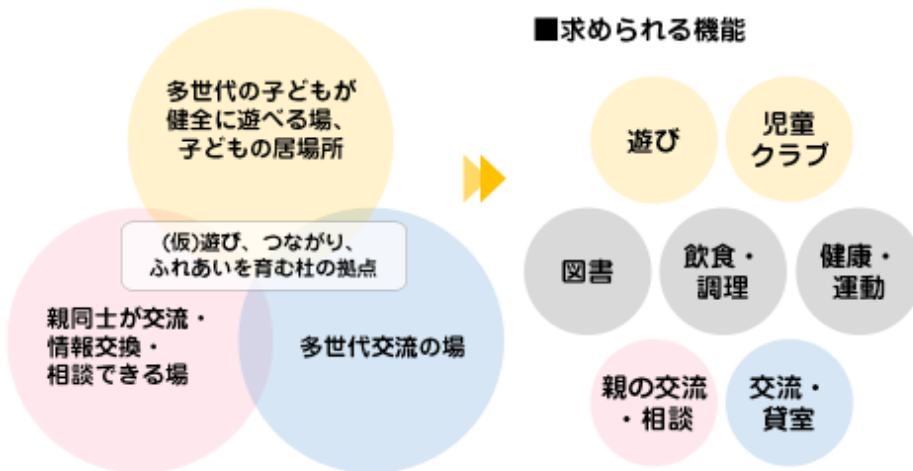 ■求められる機能
多世代の子どもが
健全に遊べる場、
子どもの居場所
(仮)遊び、つながり、
ふれあいを育む杜の拠点
親同士が交流・
情報交換・
相談できる場
多世代交流の場
遊び
児童
クラブ
図書
飲食・
調理
健康・
運動
親の交流
・相談
交流・
貸室